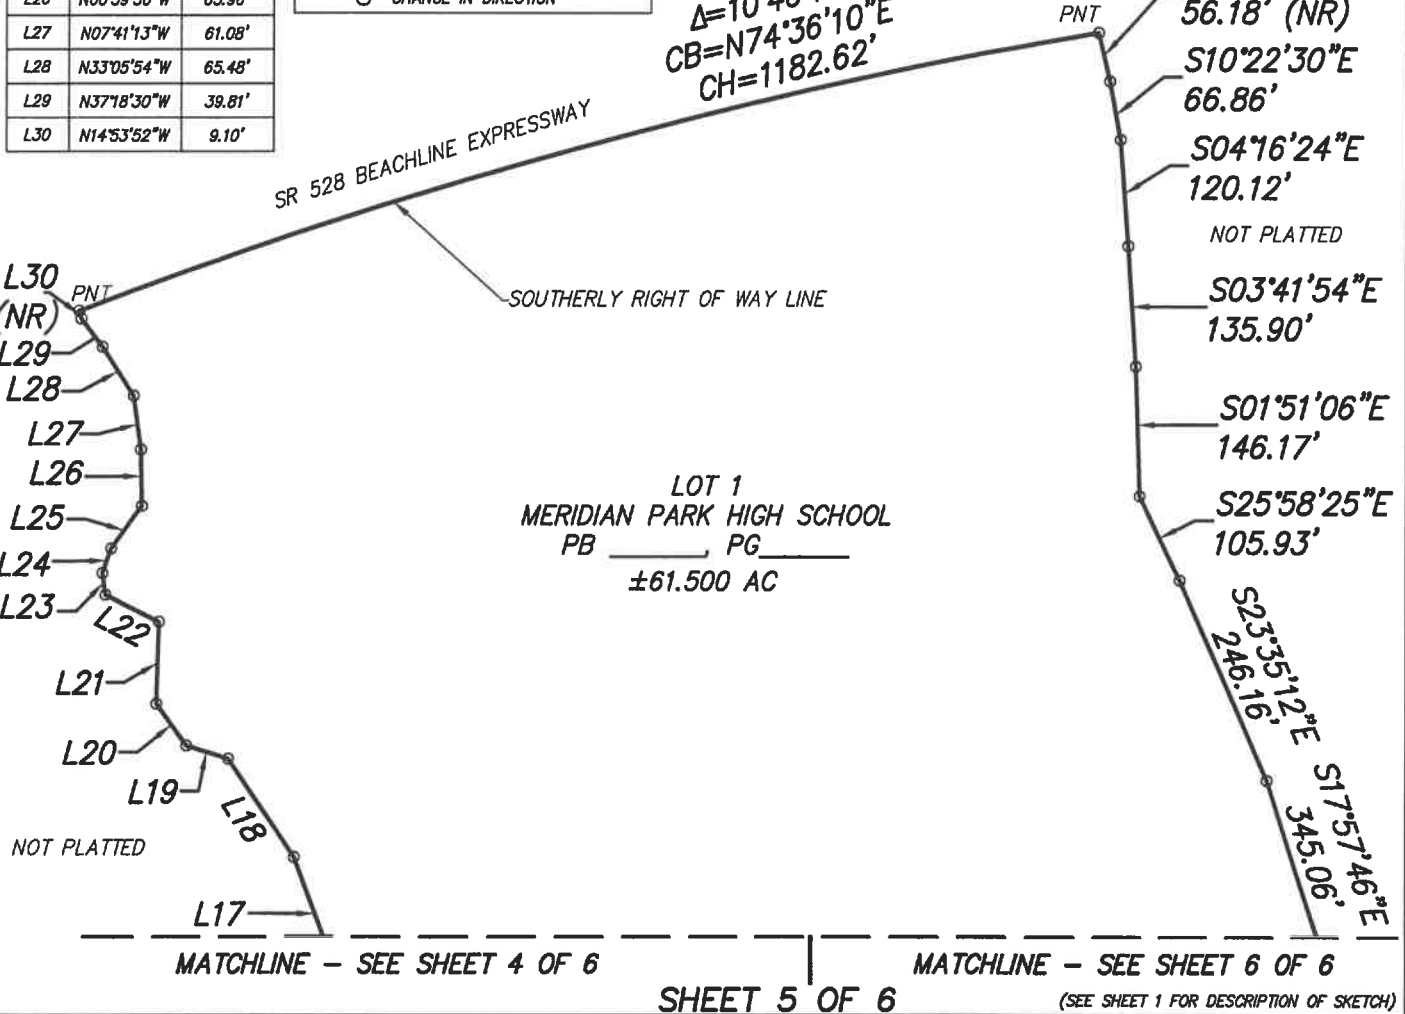 L27 N07°41'13"W 61.08'
L28 N33°05'54"W 65.48'
L29 N37°18'30"W 39.81'
L30 N14°53'52"W 9.10'
CHANGE IN DIRECTION
CB=N74°36'10"E
CH=1182.62'
PNT
56.18' (NR)
S10°22'30"E
66.86'
SR 528 BEACHLINE EXPRESSWAY
S04°16'24"E
120.12'
NOT PLATTED
L30
PNT
(NR)
SOUTHERLY RIGHT OF WAY LINE
S03°41'54"E
135.90'
L29
L28
L27
L26
L25
L24
L23
L22
L21
L20
L19
L18
L17
S01°51'06"E
146.17'
LOT 1
MERIDIAN PARK HIGH SCHOOL
PB ______, PG______
±61.500 AC
S25°58'25"E
105.93'
S23°35'12"E
246.16'
S17°57'46"E
345.06'
NOT PLATTED
MATCHLINE - SEE SHEET 4 OF 6
MATCHLINE - SEE SHEET 6 OF 6
SHEET 5 OF 6
(SEE SHEET 1 FOR DESCRIPTION OF SKETCH)